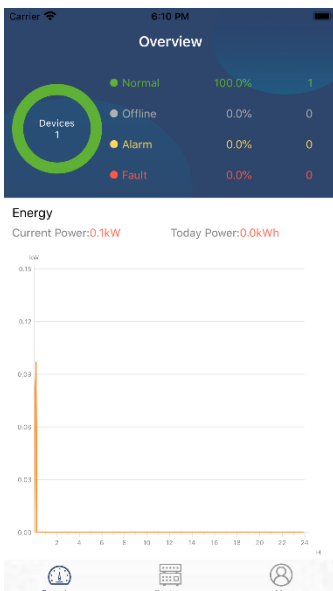 Carrier 6:10 PM
Overview
Devices
1
Normal 100.0% 1
Offline 0.0% 0
Alarm 0.0% 0
Fault 0.0% 0
Energy
Current Power:0.1kW Today Power:0.0kWh
kW
0.15
0.12
0.09
0.06
0.03
0.00
2 4 6 8 10 12 14 16 18 20 22 24
H